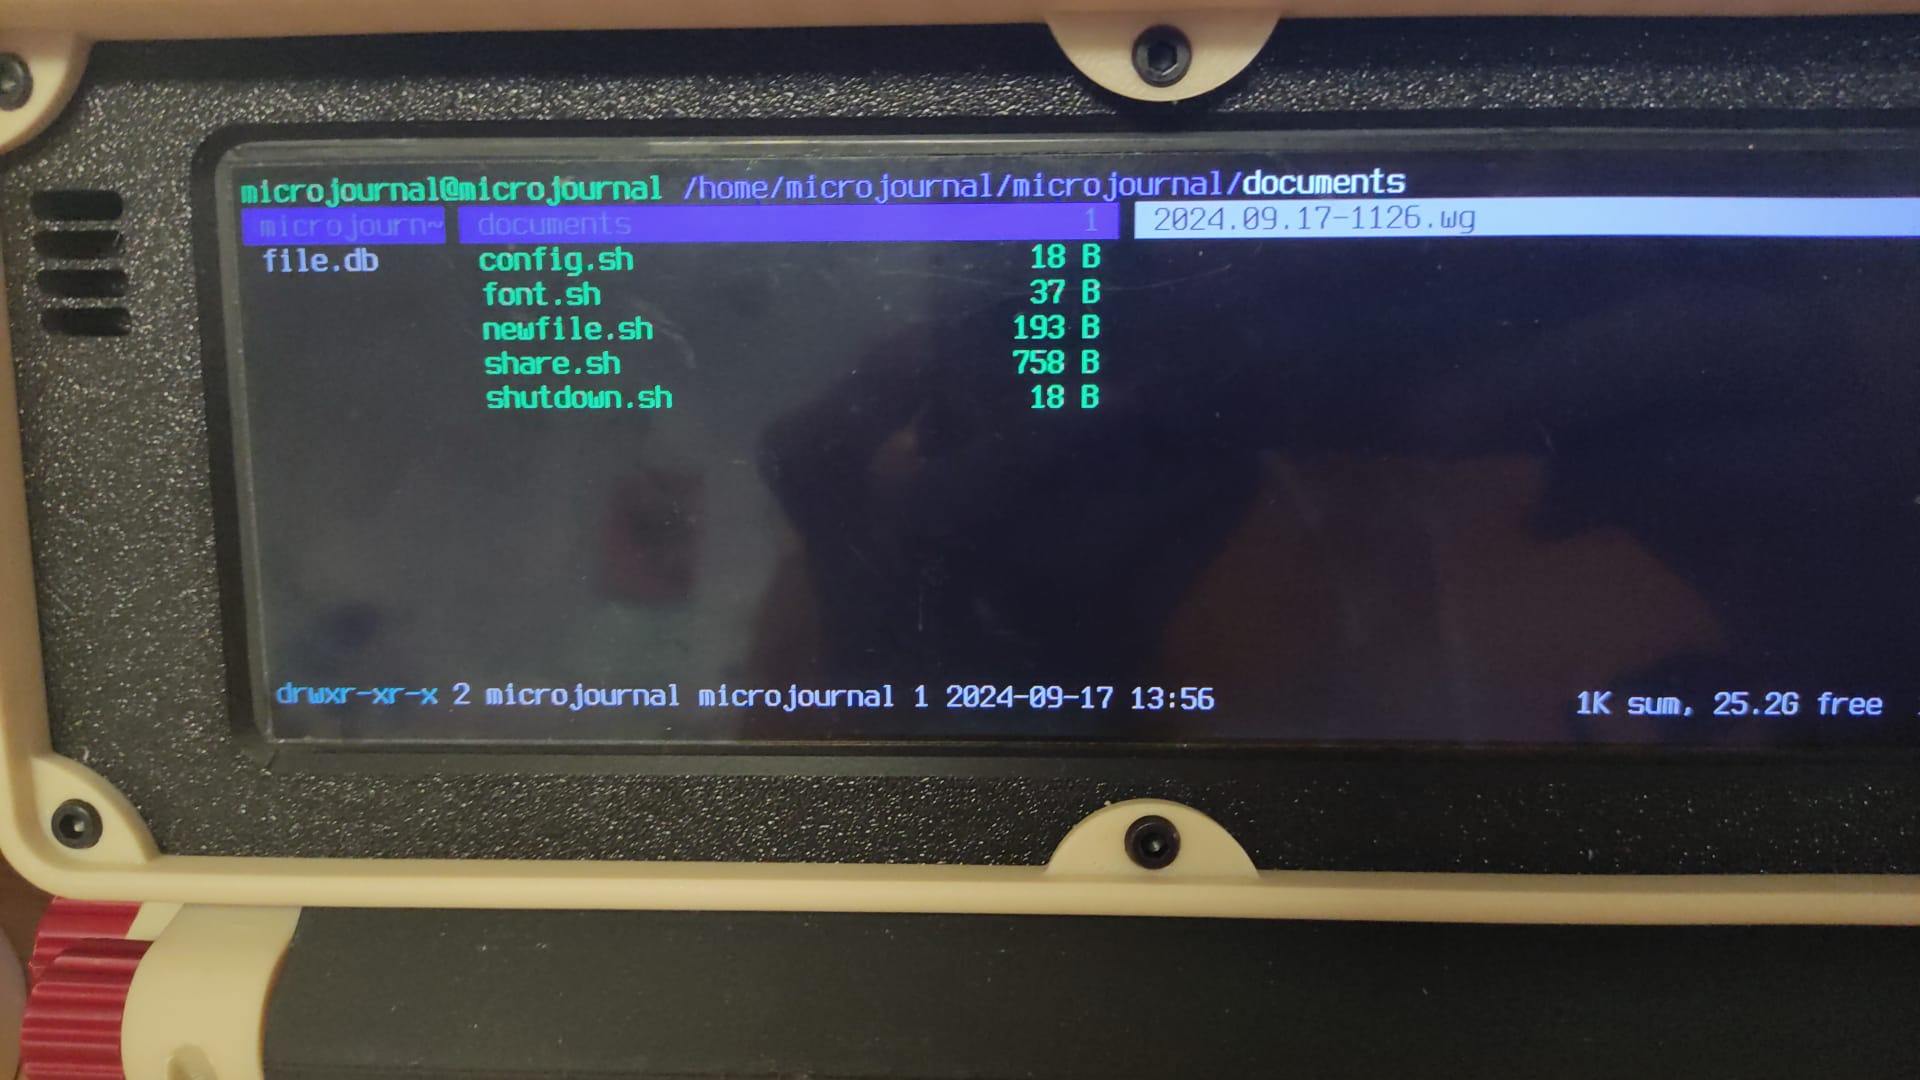 microjournal@microjournal /home/microjournal/microjournal/documents
microjourn~ documents 1 2024.09.17-1126.wg
file.db config.sh 18 B
font.sh 37 B
newfile.sh 193 B
share.sh 758 B
shutdown.sh 18 B
drwxr-xr-x 2 microjournal microjournal 1 2024-09-17 13:56 1K sum, 25.2G free